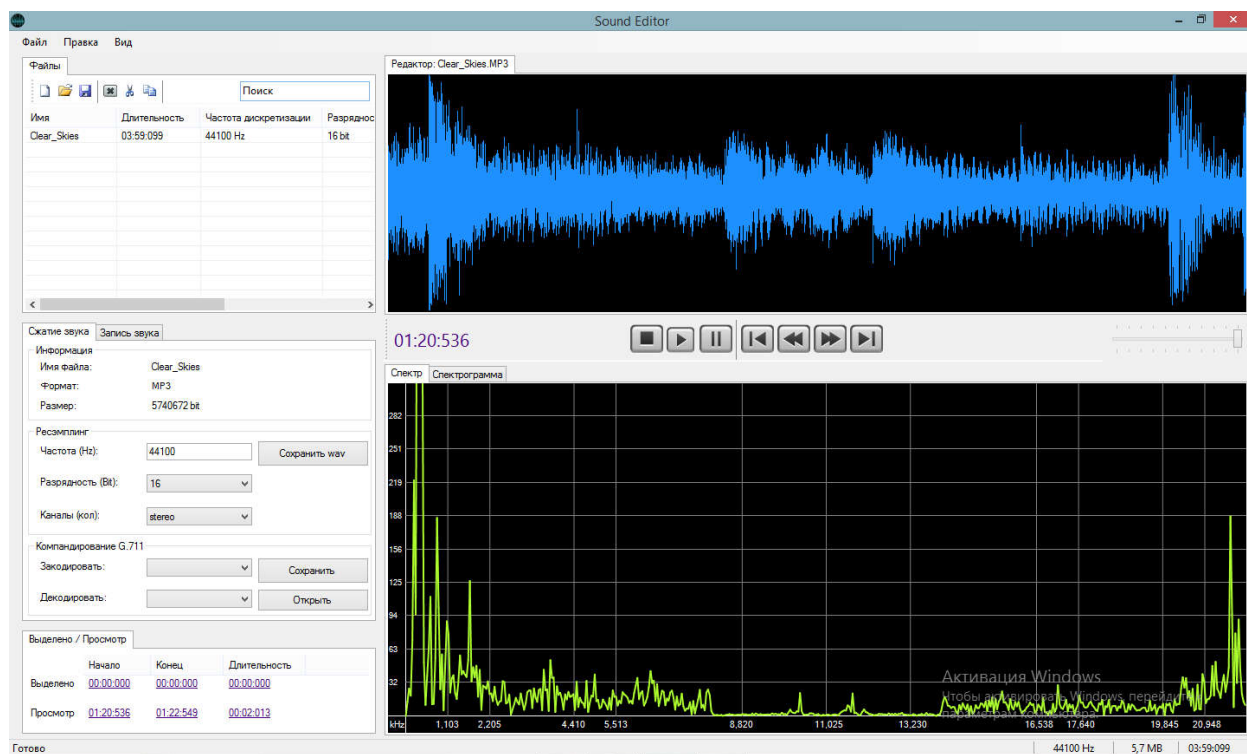 Sound Editor
Файл Правка Вид
Файлы
Поиск
Имя Длительность Частота дискретизации Разряднос
Clear_Skies 03:59:099 44100 Hz 16 bit
Сжатие звука Запись звука
Информация
Имя файла: Clear_Skies
Формат: MP3
Размер: 5740672 bit
Ресэмплинг
Частота (Hz): 44100 Сохранить wav
Разрядность (Bit): 16
Каналы (кол): stereo
Компандирование G.711
Закодировать: Сохранить
Декодировать: Открыть
Выделено / Просмотр
Начало Конец Длительность
Выделено 00:00:000 00:00:000 00:00:000
Просмотр 01:20:536 01:22:549 00:02:013
Редактор: Clear_Skies.MP3
01:20:536
Спектр Спектрограмма
282
251
219
188
156
125
94
63
32
kHz 1,103 2,205 4,410 5,513 8,820 11,025 13,230 16,538 17,640 19,845 20,948
Активация Windows
Чтобы активировать Windows, перейдите
параметрам компьютера.
Готово 44100 Hz 5,7 MB 03:59:099